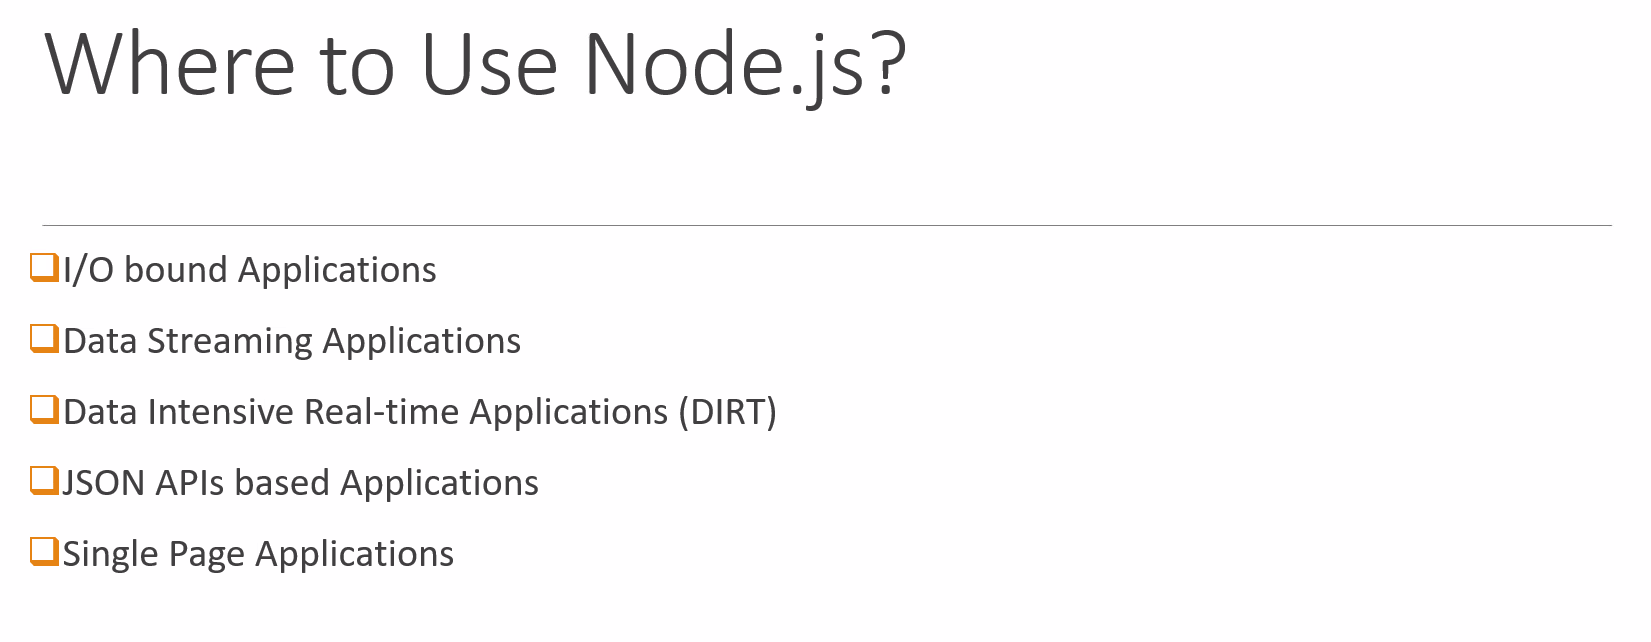 Where to Use Node.js?
I/O bound Applications
Data Streaming Applications
Data Intensive Real-time Applications (DIRT)
JSON APIs based Applications
Single Page Applications